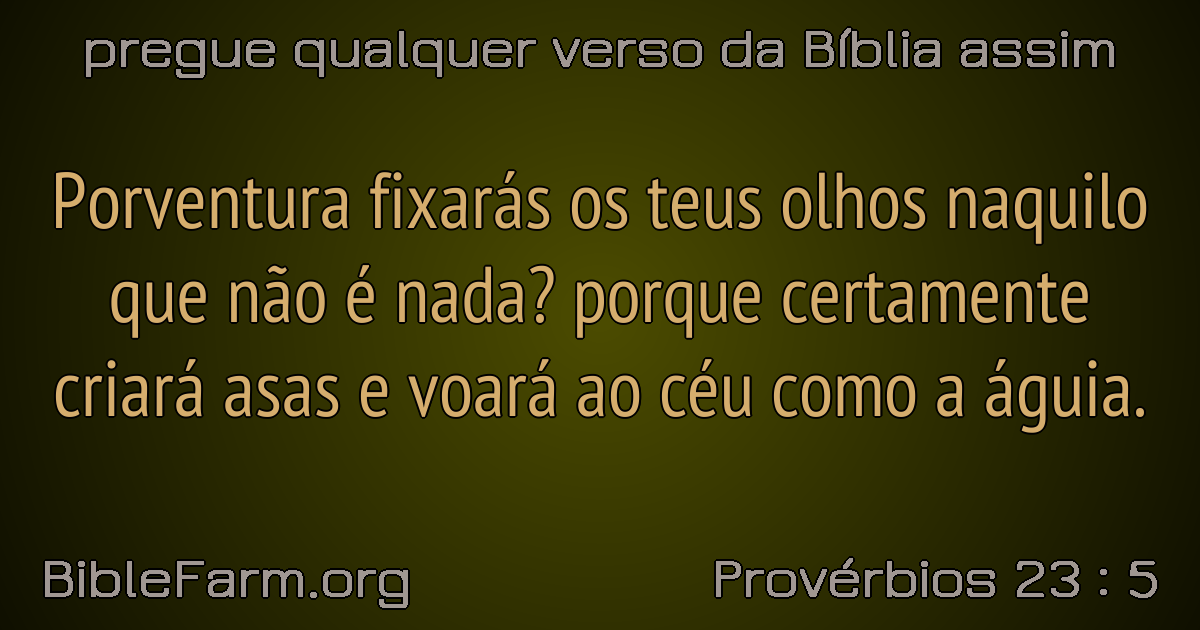 pregue qualquer verso da Bíblia assim
Porventura fixarás os teus olhos naquilo
que não é nada? porque certamente
criará asas e voará ao céu como a águia.
BibleFarm.org
Provérbios 23 : 5